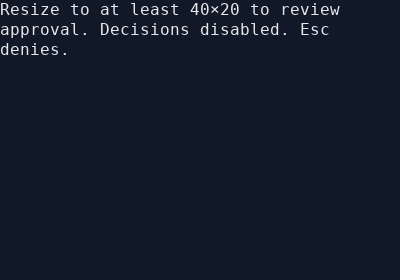 Resize to at least 40×20 to review
approval. Decisions disabled. Esc
denies.